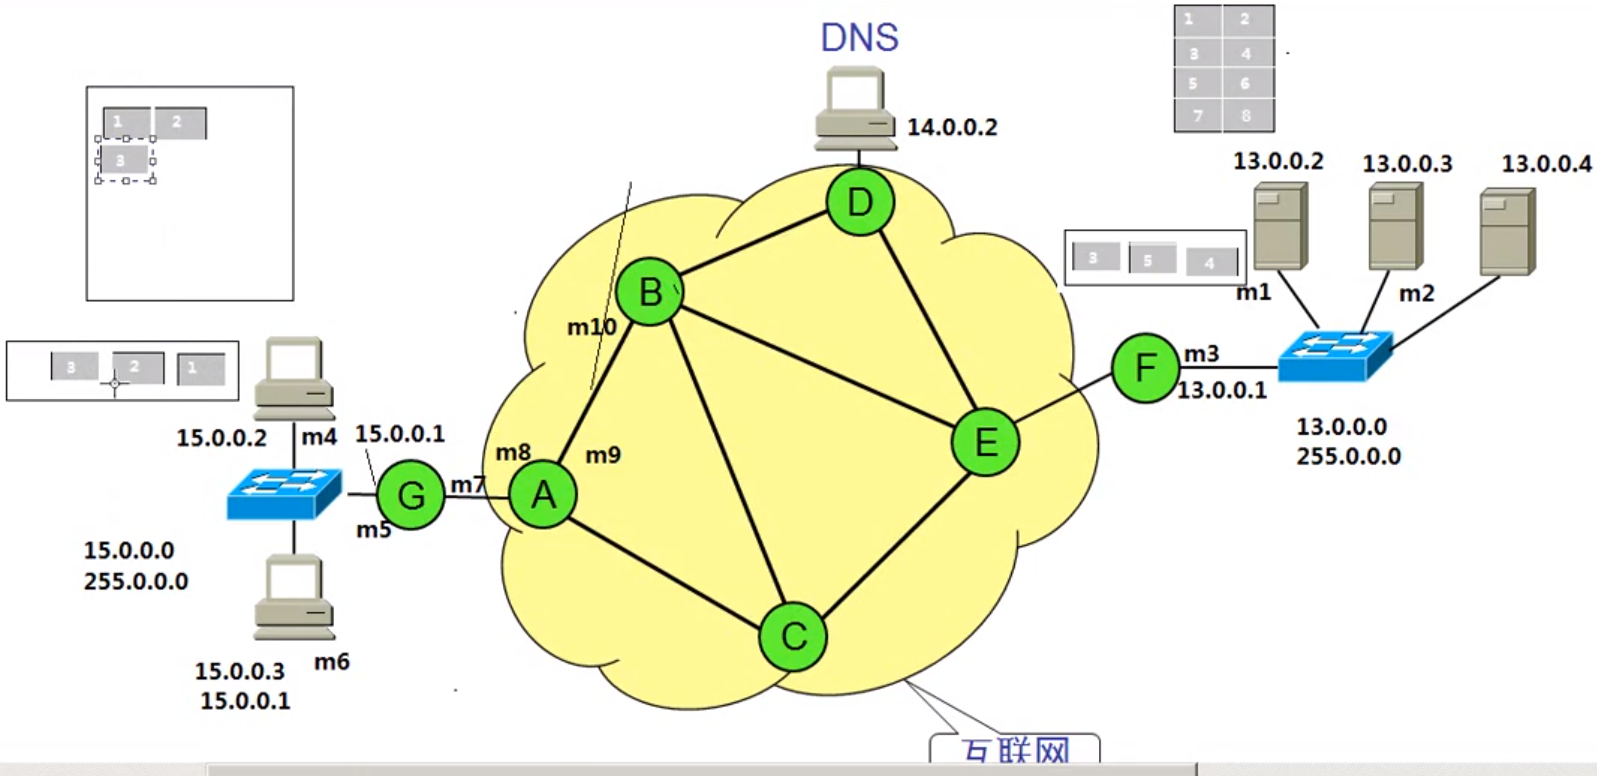 DNS
1 2
3 4
5 6
7 8
1 2
3
14.0.0.2
13.0.0.2
13.0.0.3
13.0.0.4
D
B
3 5 4
m1
m2
m10
3 2 1
F
m3
13.0.0.1
15.0.0.2
m4
15.0.0.1
13.0.0.0
255.0.0.0
E
m8
m9
G
m7
A
m5
15.0.0.0
255.0.0.0
C
15.0.0.3
m6
15.0.0.1
互联网